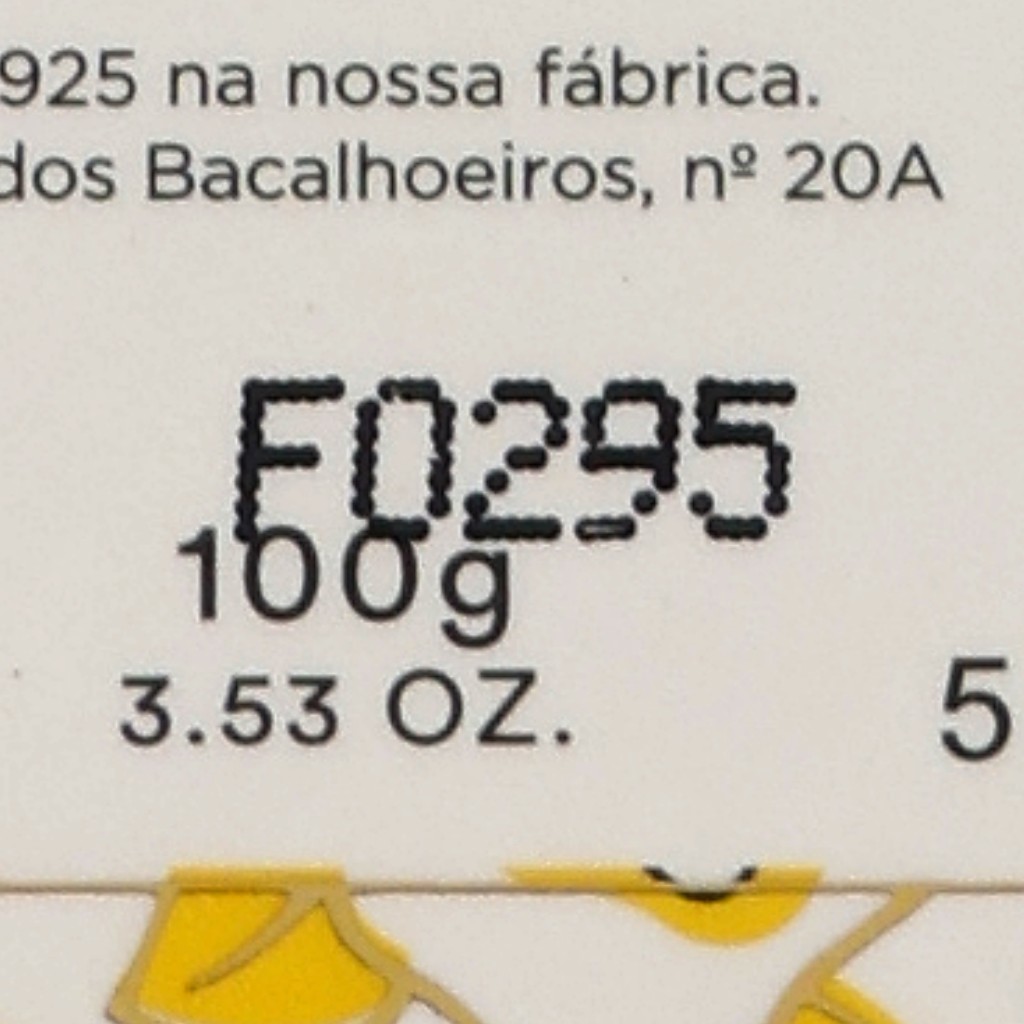 925 na nossa fábrica.
dos Bacalhoeiros, nº 20A
F0295
100g
3.53 OZ.
5